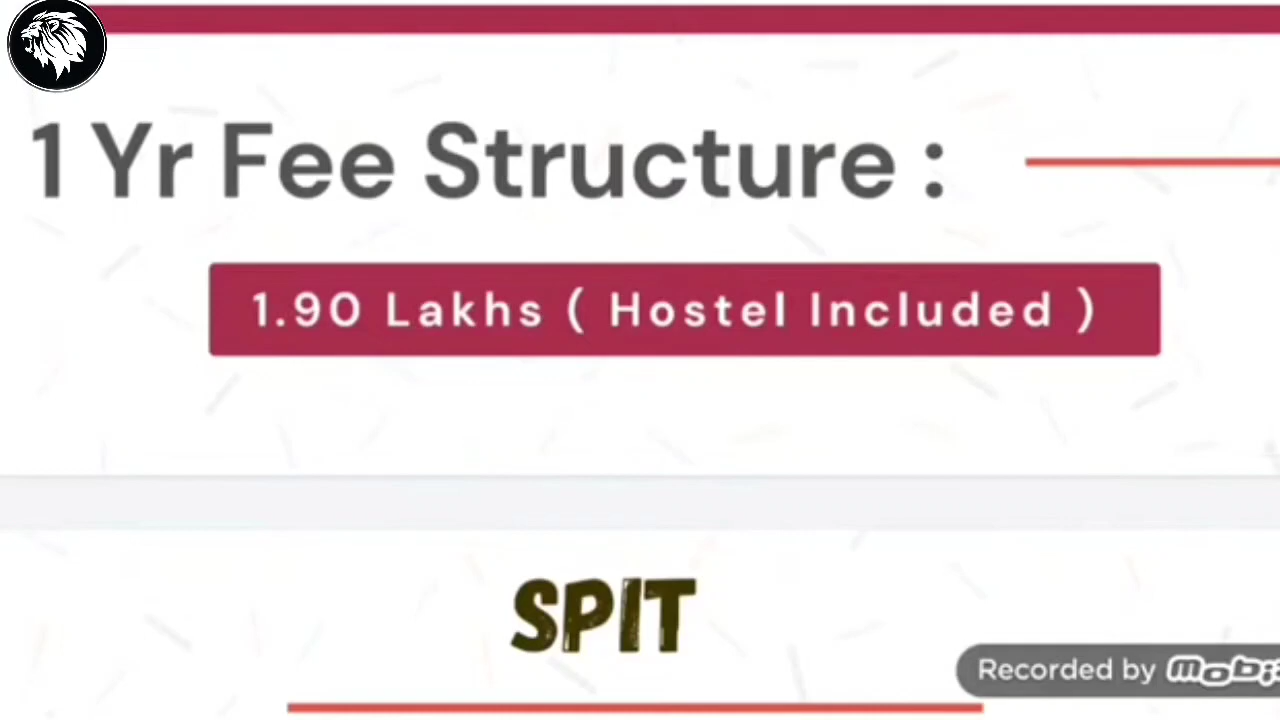 1 Yr Fee Structure :
1.90 Lakhs ( Hostel Included )
SPIT
Recorded by